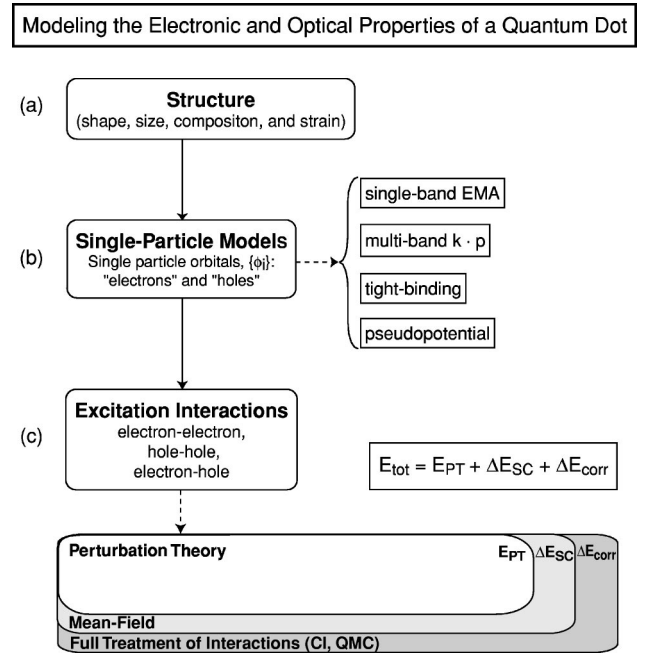 Modeling the Electronic and Optical Properties of a Quantum Dot
(a)
Structure
(shape, size, compositon, and strain)
(b)
Single-Particle Models
Single particle orbitals, {ϕi}:
"electrons" and "holes"
single-band EMA
multi-band k · p
tight-binding
pseudopotential
(c)
Excitation Interactions
electron-electron,
hole-hole,
electron-hole
Etot = EPT + ΔESC + ΔEcorr
Perturbation Theory
EPT
ΔESC
ΔEcorr
Mean-Field
Full Treatment of Interactions (CI, QMC)